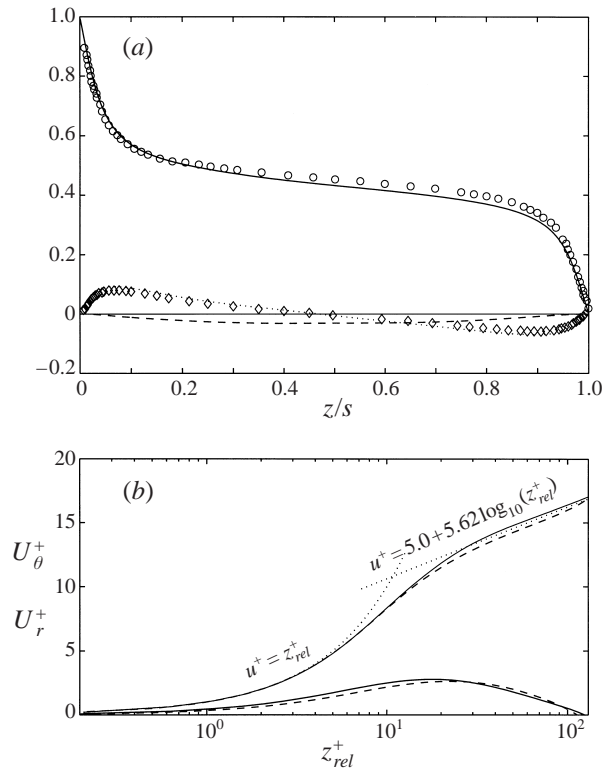 1.0
(a)
0.8
0.6
0.4
0.2
0
−0.2
0 0.2 0.4 0.6 0.8 1.0
z/s
20
(b)
15
10
5
0
U_θ^+
U_r^+
u^+ = 5.0 + 5.62 log_10(z_rel^+)
u^+ = z_rel^+
10^0 10^1 10^2
z_rel^+